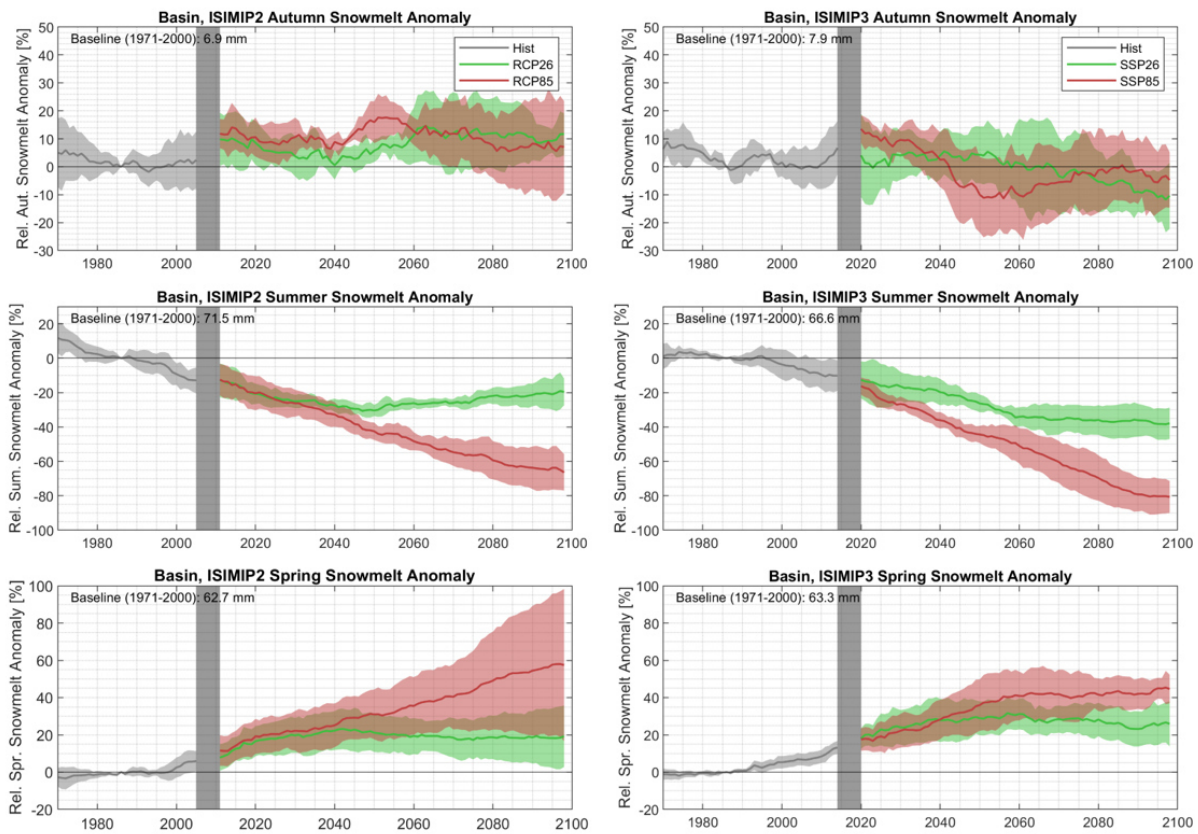 Basin, ISIMIP2 Autumn Snowmelt Anomaly
Rel. Aut. Snowmelt Anomaly [%]
Baseline (1971-2000): 6.9 mm
Hist
RCP26
RCP85
50
40
30
20
10
0
-10
-20
-30
1980 2000 2020 2040 2060 2080 2100
Basin, ISIMIP3 Autumn Snowmelt Anomaly
Rel. Aut. Snowmelt Anomaly [%]
Baseline (1971-2000): 7.9 mm
Hist
SSP26
SSP85
50
40
30
20
10
0
-10
-20
-30
1980 2000 2020 2040 2060 2080 2100
Basin, ISIMIP2 Summer Snowmelt Anomaly
Rel. Sum. Snowmelt Anomaly [%]
Baseline (1971-2000): 71.5 mm
20
0
-20
-40
-60
-80
-100
1980 2000 2020 2040 2060 2080 2100
Basin, ISIMIP3 Summer Snowmelt Anomaly
Rel. Sum. Snowmelt Anomaly [%]
Baseline (1971-2000): 66.6 mm
20
0
-20
-40
-60
-80
-100
1980 2000 2020 2040 2060 2080 2100
Basin, ISIMIP2 Spring Snowmelt Anomaly
Rel. Spr. Snowmelt Anomaly [%]
Baseline (1971-2000): 62.7 mm
100
80
60
40
20
0
-20
1980 2000 2020 2040 2060 2080 2100
Basin, ISIMIP3 Spring Snowmelt Anomaly
Rel. Spr. Snowmelt Anomaly [%]
Baseline (1971-2000): 63.3 mm
100
80
60
40
20
0
-20
1980 2000 2020 2040 2060 2080 2100